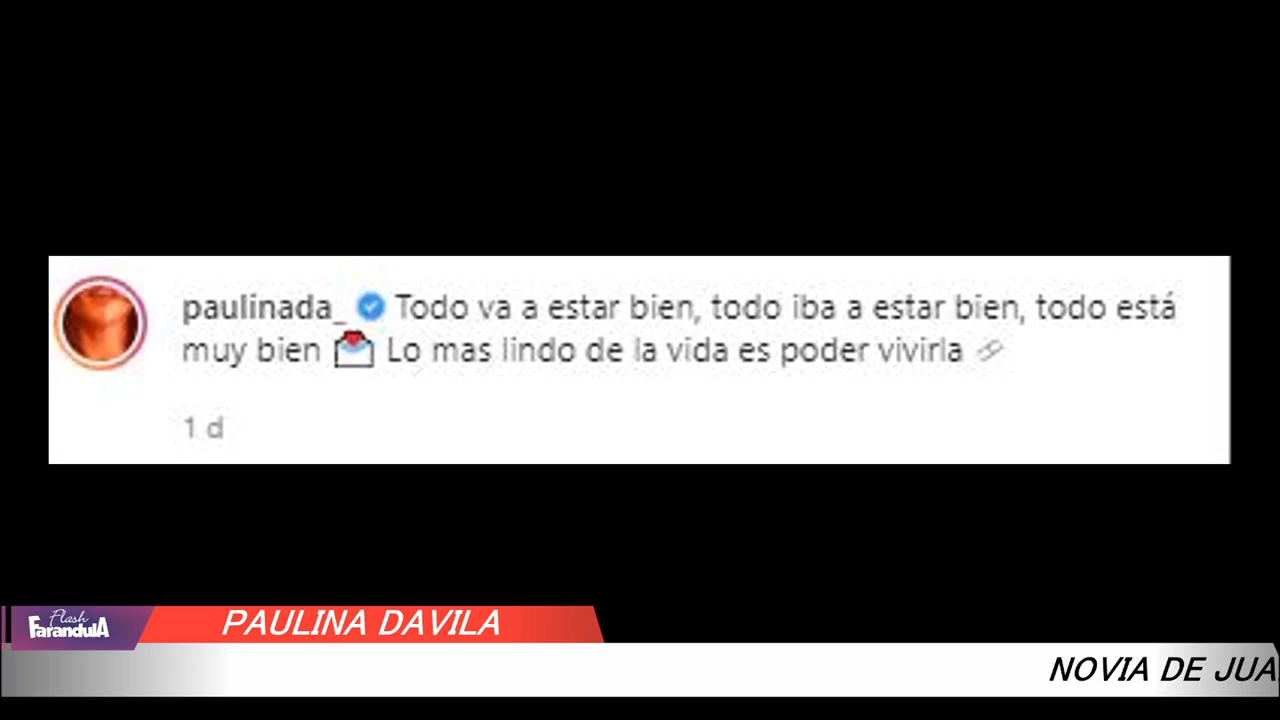 paulinada_ Todo va a estar bien, todo iba a estar bien, todo está
muy bien Lo mas lindo de la vida es poder vivirla
1 d
Flash
FarandulA
PAULINA DAVILA
NOVIA DE JUA